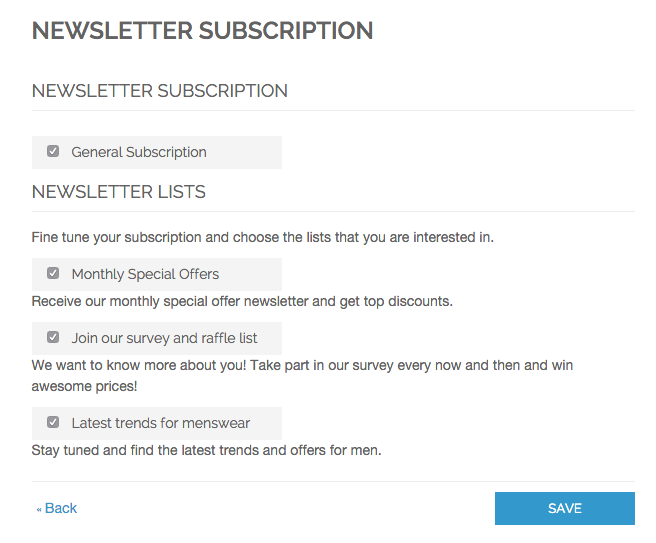 NEWSLETTER SUBSCRIPTION
NEWSLETTER SUBSCRIPTION
General Subscription
NEWSLETTER LISTS
Fine tune your subscription and choose the lists that you are interested in.
Monthly Special Offers
Receive our monthly special offer newsletter and get top discounts.
Join our survey and raffle list
We want to know more about you! Take part in our survey every now and then and win
awesome prices!
Latest trends for menswear
Stay tuned and find the latest trends and offers for men.
« Back
SAVE